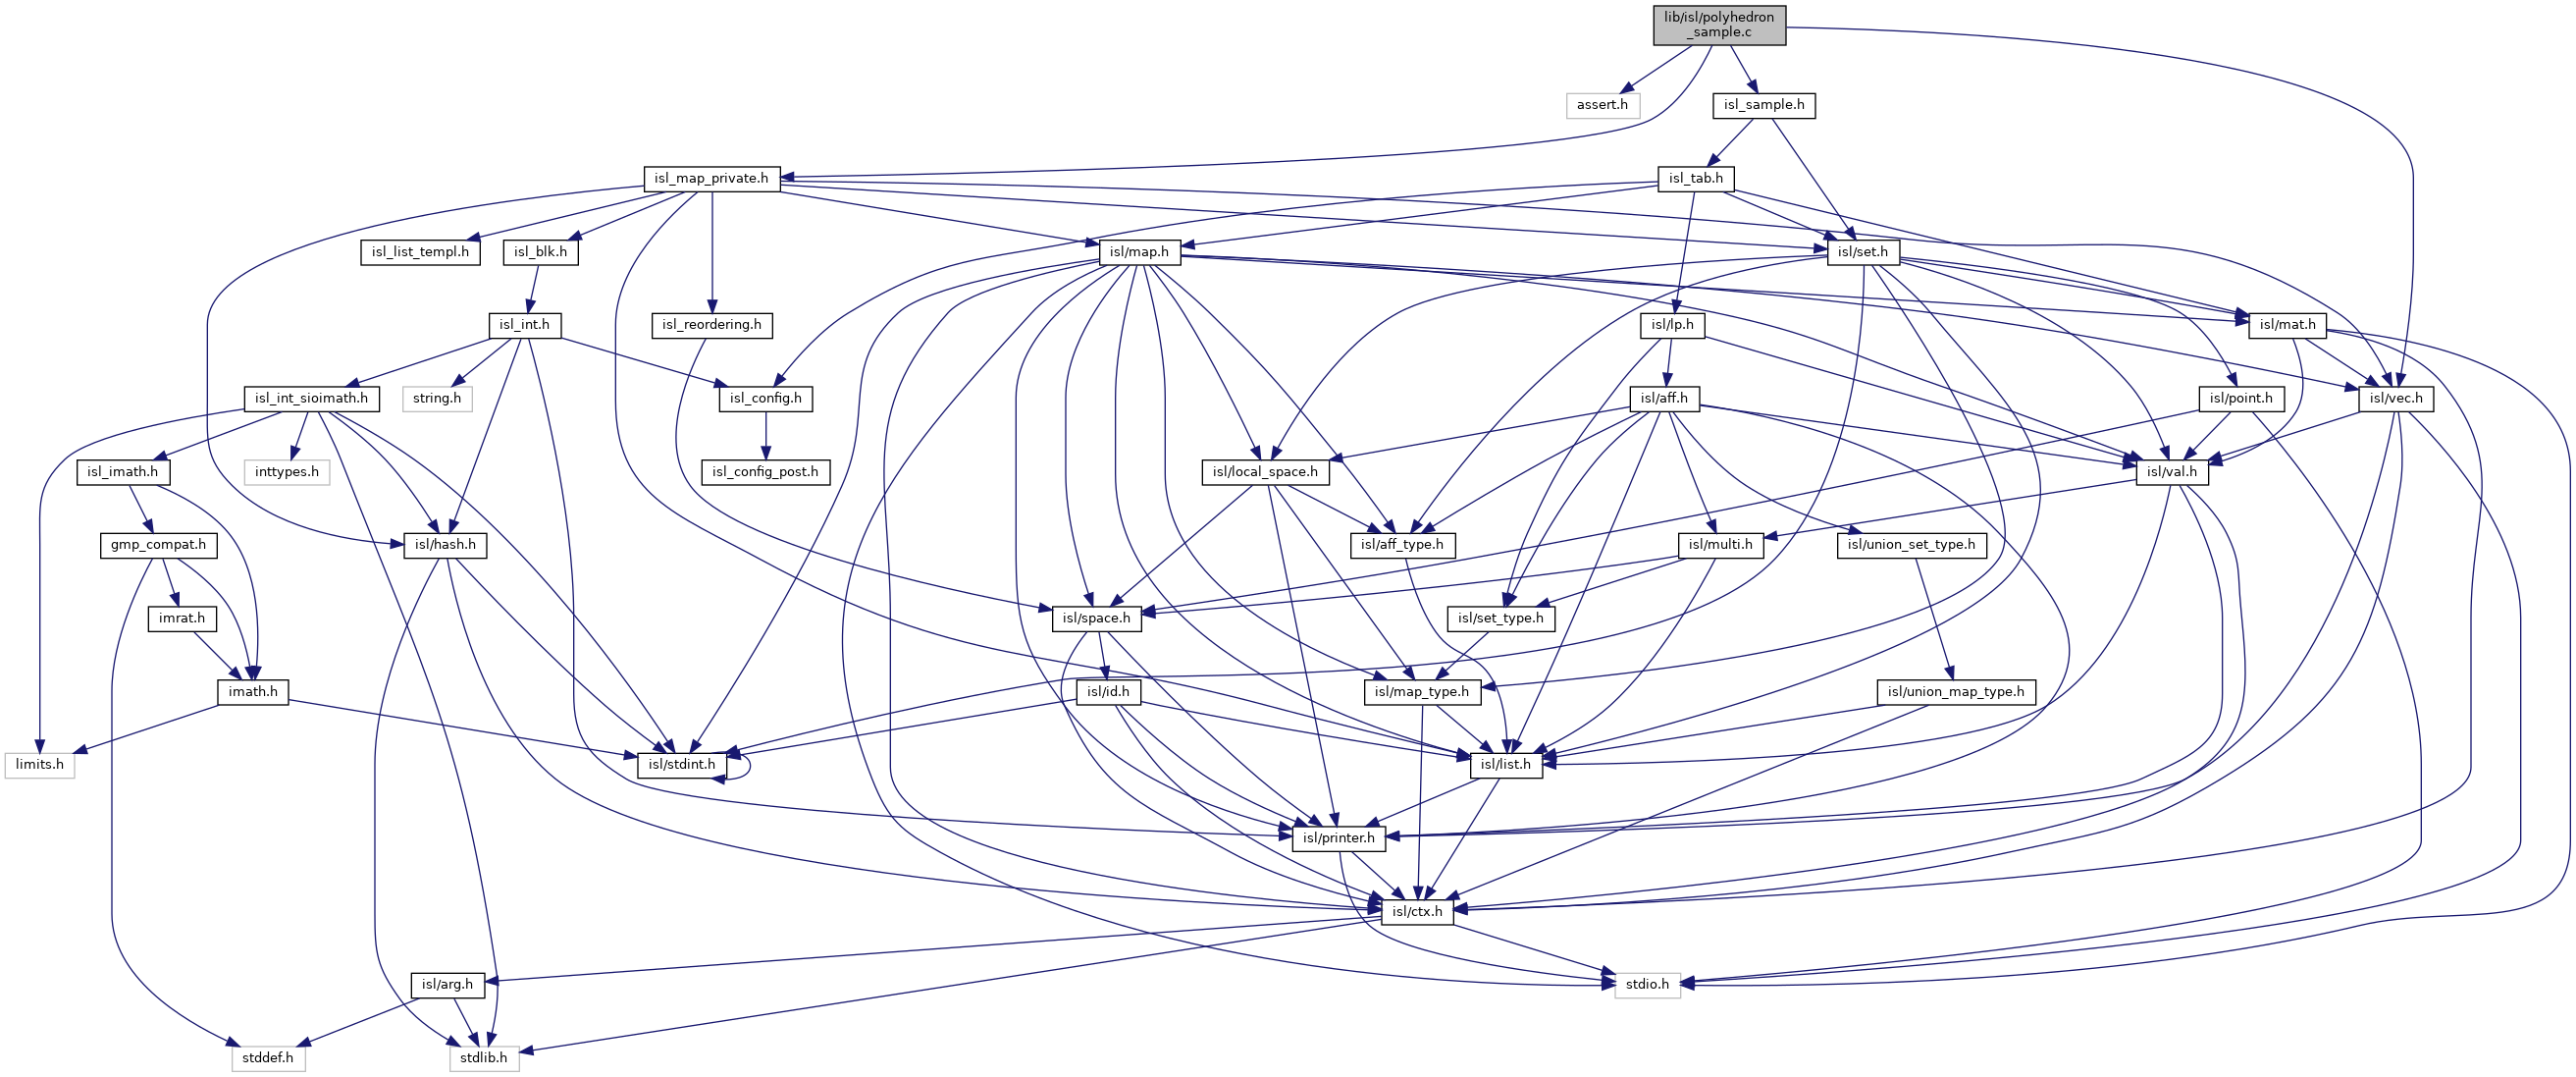 lib/isl/polyhedron
_sample.c
assert.h
isl_sample.h
isl_map_private.h
isl_tab.h
isl_list_templ.h
isl_blk.h
isl/map.h
isl/set.h
isl_int.h
isl_reordering.h
isl/lp.h
isl/mat.h
isl_int_sioimath.h
string.h
isl_config.h
isl/aff.h
isl/point.h
isl/vec.h
isl_imath.h
inttypes.h
isl_config_post.h
isl/local_space.h
isl/val.h
gmp_compat.h
isl/hash.h
isl/aff_type.h
isl/multi.h
isl/union_set_type.h
imrat.h
isl/space.h
isl/set_type.h
imath.h
isl/id.h
isl/map_type.h
isl/union_map_type.h
limits.h
isl/stdint.h
isl/list.h
isl/printer.h
isl/ctx.h
isl/arg.h
stdio.h
stddef.h
stdlib.h